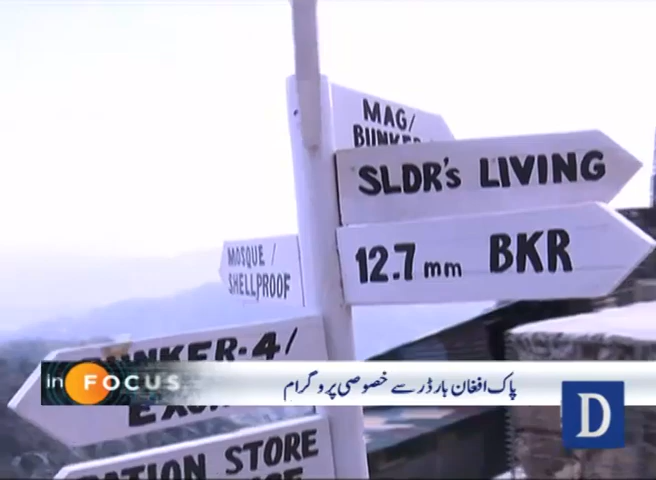 MAG/
SLDR's LIVING
12.7 mm BKR
MOSQUE /
SHELLPROOF
BUNKER-4/
in FOCUS
پاک افغان بارڈر سے خصوصی پروگرام
D
RATION STORE